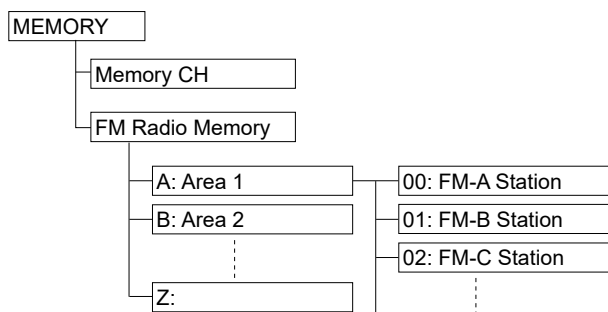 MEMORY
Memory CH
FM Radio Memory
A: Area 1
00: FM-A Station
B: Area 2
01: FM-B Station
02: FM-C Station
Z: